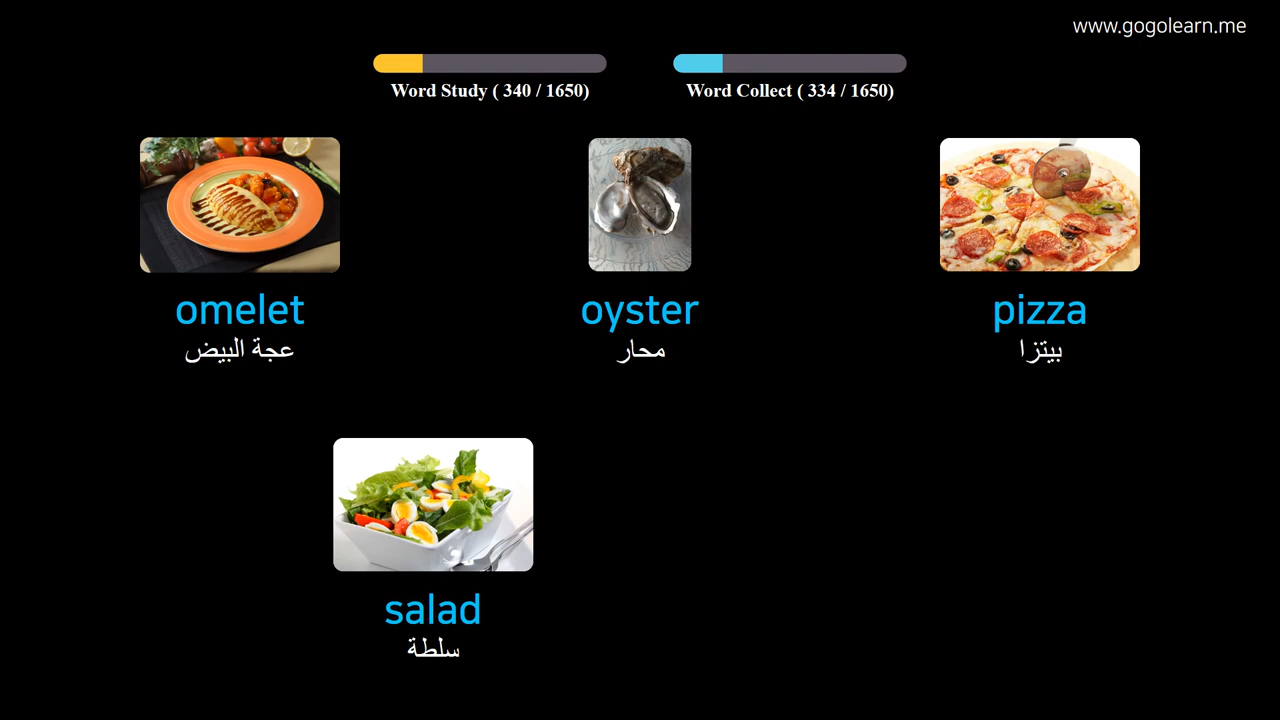 www.gogolearn.me
Word Study ( 340 / 1650)
Word Collect ( 334 / 1650)
omelet
عجة البيض
oyster
محار
pizza
بيتزا
salad
سلطة